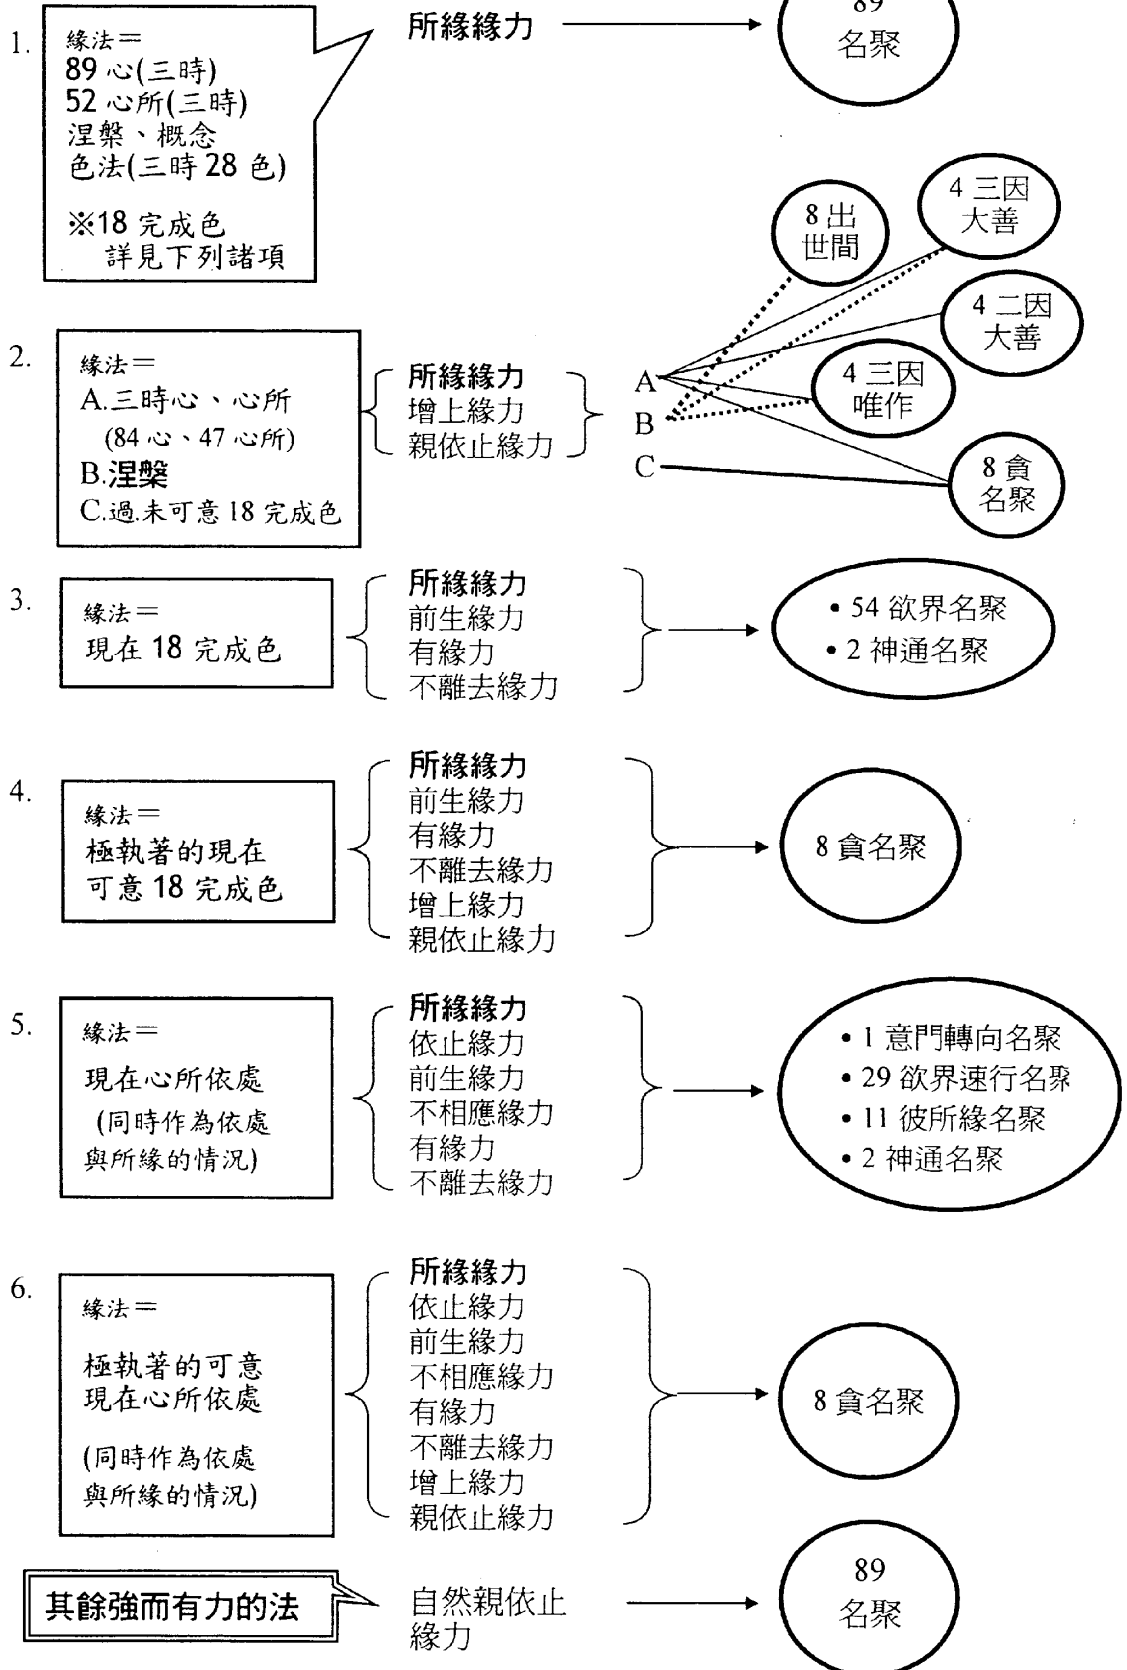 1.
緣法＝
89 心(三時)
52 心所(三時)
涅槃、概念
色法(三時 28 色)
※18 完成色
詳見下列諸項
所緣緣力
89
名聚
2.
緣法＝
A.三時心、心所
(84 心、47 心所)
B.涅槃
C.過.未可意 18 完成色
所緣緣力
增上緣力
親依止緣力
A
B
C
8 出
世間
4 三因
大善
4 二因
大善
4 三因
唯作
8 貪
名聚
3.
緣法＝
現在 18 完成色
所緣緣力
前生緣力
有緣力
不離去緣力
• 54 欲界名聚
• 2 神通名聚
4.
緣法＝
極執著的現在
可意 18 完成色
所緣緣力
前生緣力
有緣力
不離去緣力
增上緣力
親依止緣力
8 貪名聚
5.
緣法＝
現在心所依處
(同時作為依處
與所緣的情況)
所緣緣力
依止緣力
前生緣力
不相應緣力
有緣力
不離去緣力
• 1 意門轉向名聚
• 29 欲界速行名聚
• 11 彼所緣名聚
• 2 神通名聚
6.
緣法＝
極執著的可意
現在心所依處
(同時作為依處
與所緣的情況)
所緣緣力
依止緣力
前生緣力
不相應緣力
有緣力
不離去緣力
增上緣力
親依止緣力
8 貪名聚
其餘強而有力的法
自然親依止
緣力
89
名聚